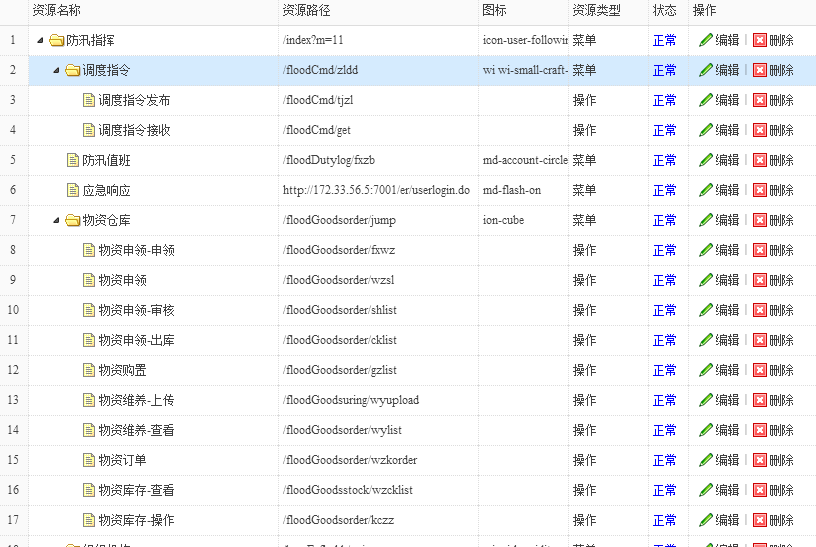 资源名称 资源路径 图标 资源类型 状态 操作
1 防汛指挥 /index?m=11 icon-user-followin 菜单 正常 编辑 删除
2 调度指令 /floodCmd/zldd wi wi-small-craft- 菜单 正常 编辑 删除
3 调度指令发布 /floodCmd/tjzl 操作 正常 编辑 删除
4 调度指令接收 /floodCmd/get 操作 正常 编辑 删除
5 防汛值班 /floodDutylog/fxzb md-account-circle 菜单 正常 编辑 删除
6 应急响应 http://172.33.56.5:7001/er/userlogin.do md-flash-on 菜单 正常 编辑 删除
7 物资仓库 /floodGoodsorder/jump ion-cube 菜单 正常 编辑 删除
8 物资申领-申领 /floodGoodsorder/fxwz 操作 正常 编辑 删除
9 物资申领 /floodGoodsorder/wzsl 操作 正常 编辑 删除
10 物资申领-审核 /floodGoodsorder/shlist 操作 正常 编辑 删除
11 物资申领-出库 /floodGoodsorder/cklist 操作 正常 编辑 删除
12 物资购置 /floodGoodsorder/gzlist 操作 正常 编辑 删除
13 物资维养-上传 /floodGoodsuring/wyupload 操作 正常 编辑 删除
14 物资维养-查看 /floodGoodsorder/wylist 操作 正常 编辑 删除
15 物资订单 /floodGoodsorder/wzkorder 操作 正常 编辑 删除
16 物资库存-查看 /floodGoodsstock/wzcklist 操作 正常 编辑 删除
17 物资库存-操作 /floodGoodsorder/kczz 操作 正常 编辑 删除